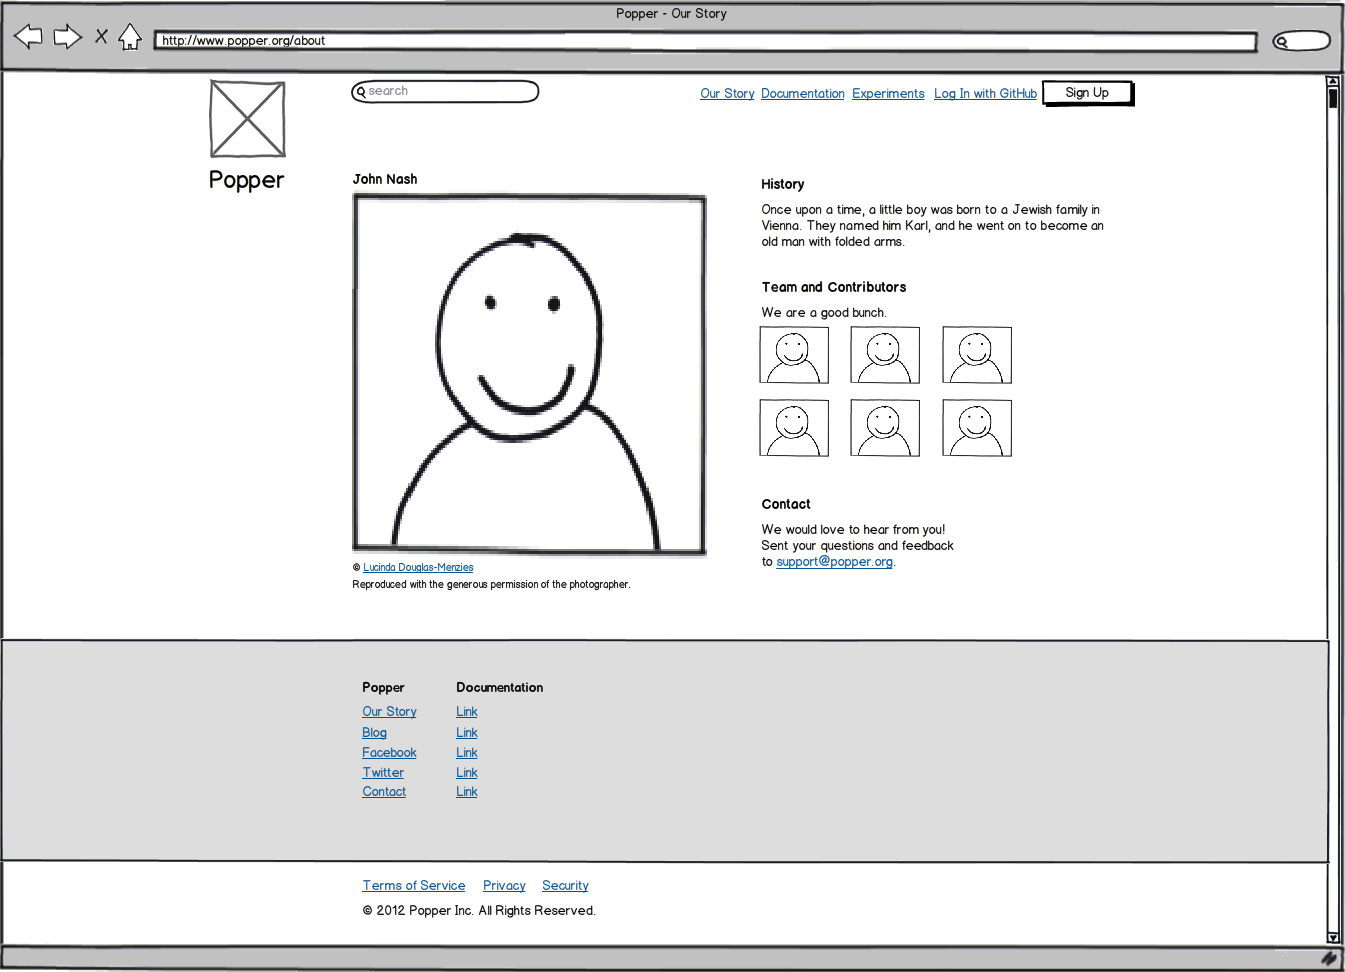 Popper - Our Story
http://www.popper.org/about
search
Our Story Documentation Experiments Log In with GitHub Sign Up
Popper
John Nash
© Lucinda Douglas-Menzies
Reproduced with the generous permission of the photographer.
History
Once upon a time, a little boy was born to a Jewish family in
Vienna. They named him Karl, and he went on to become an
old man with folded arms.
Team and Contributors
We are a good bunch.
Contact
We would love to hear from you!
Sent your questions and feedback
to support@popper.org.
Popper
Our Story
Blog
Facebook
Twitter
Contact
Documentation
Link
Link
Link
Link
Link
Terms of Service Privacy Security
© 2012 Popper Inc. All Rights Reserved.